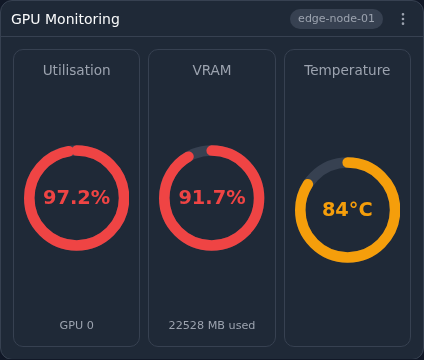 GPU Monitoring
edge-node-01
Utilisation
97.2%
GPU 0
VRAM
91.7%
22528 MB used
Temperature
84°C